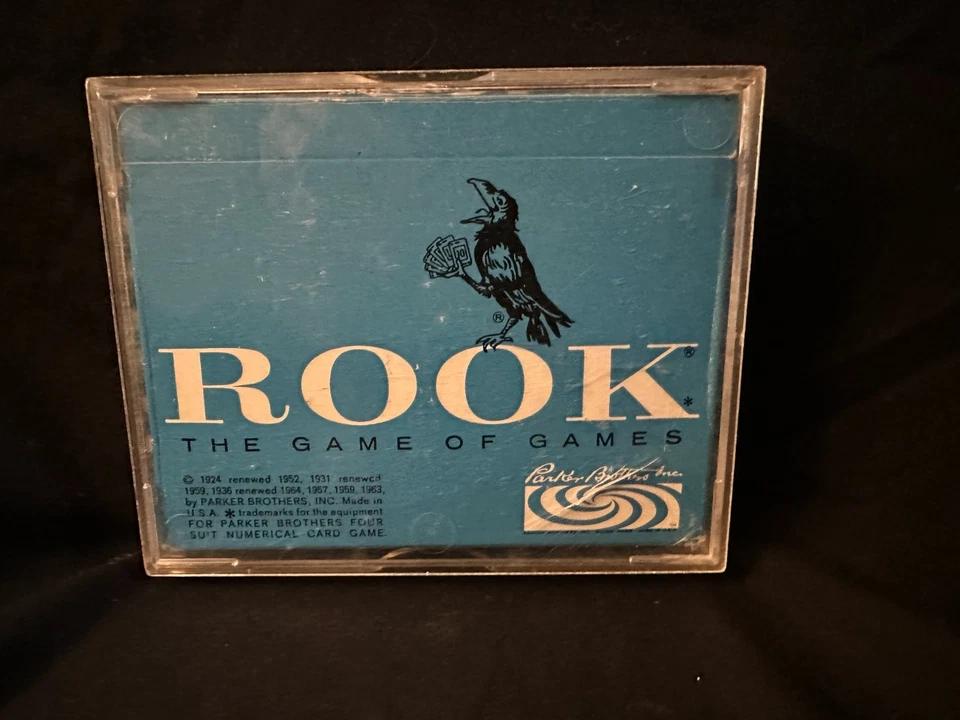 ®
ROOK®*
THE GAME OF GAMES
© 1924 renewed 1952, 1931 renewed
1959, 1936 renewed 1964, 1957, 1959, 1963,
by PARKER BROTHERS, INC. Made in
U.S.A. * trademarks for the equipment
FOR PARKER BROTHERS FOUR
SUIT NUMERICAL CARD GAME.
Parker Brothers Inc.